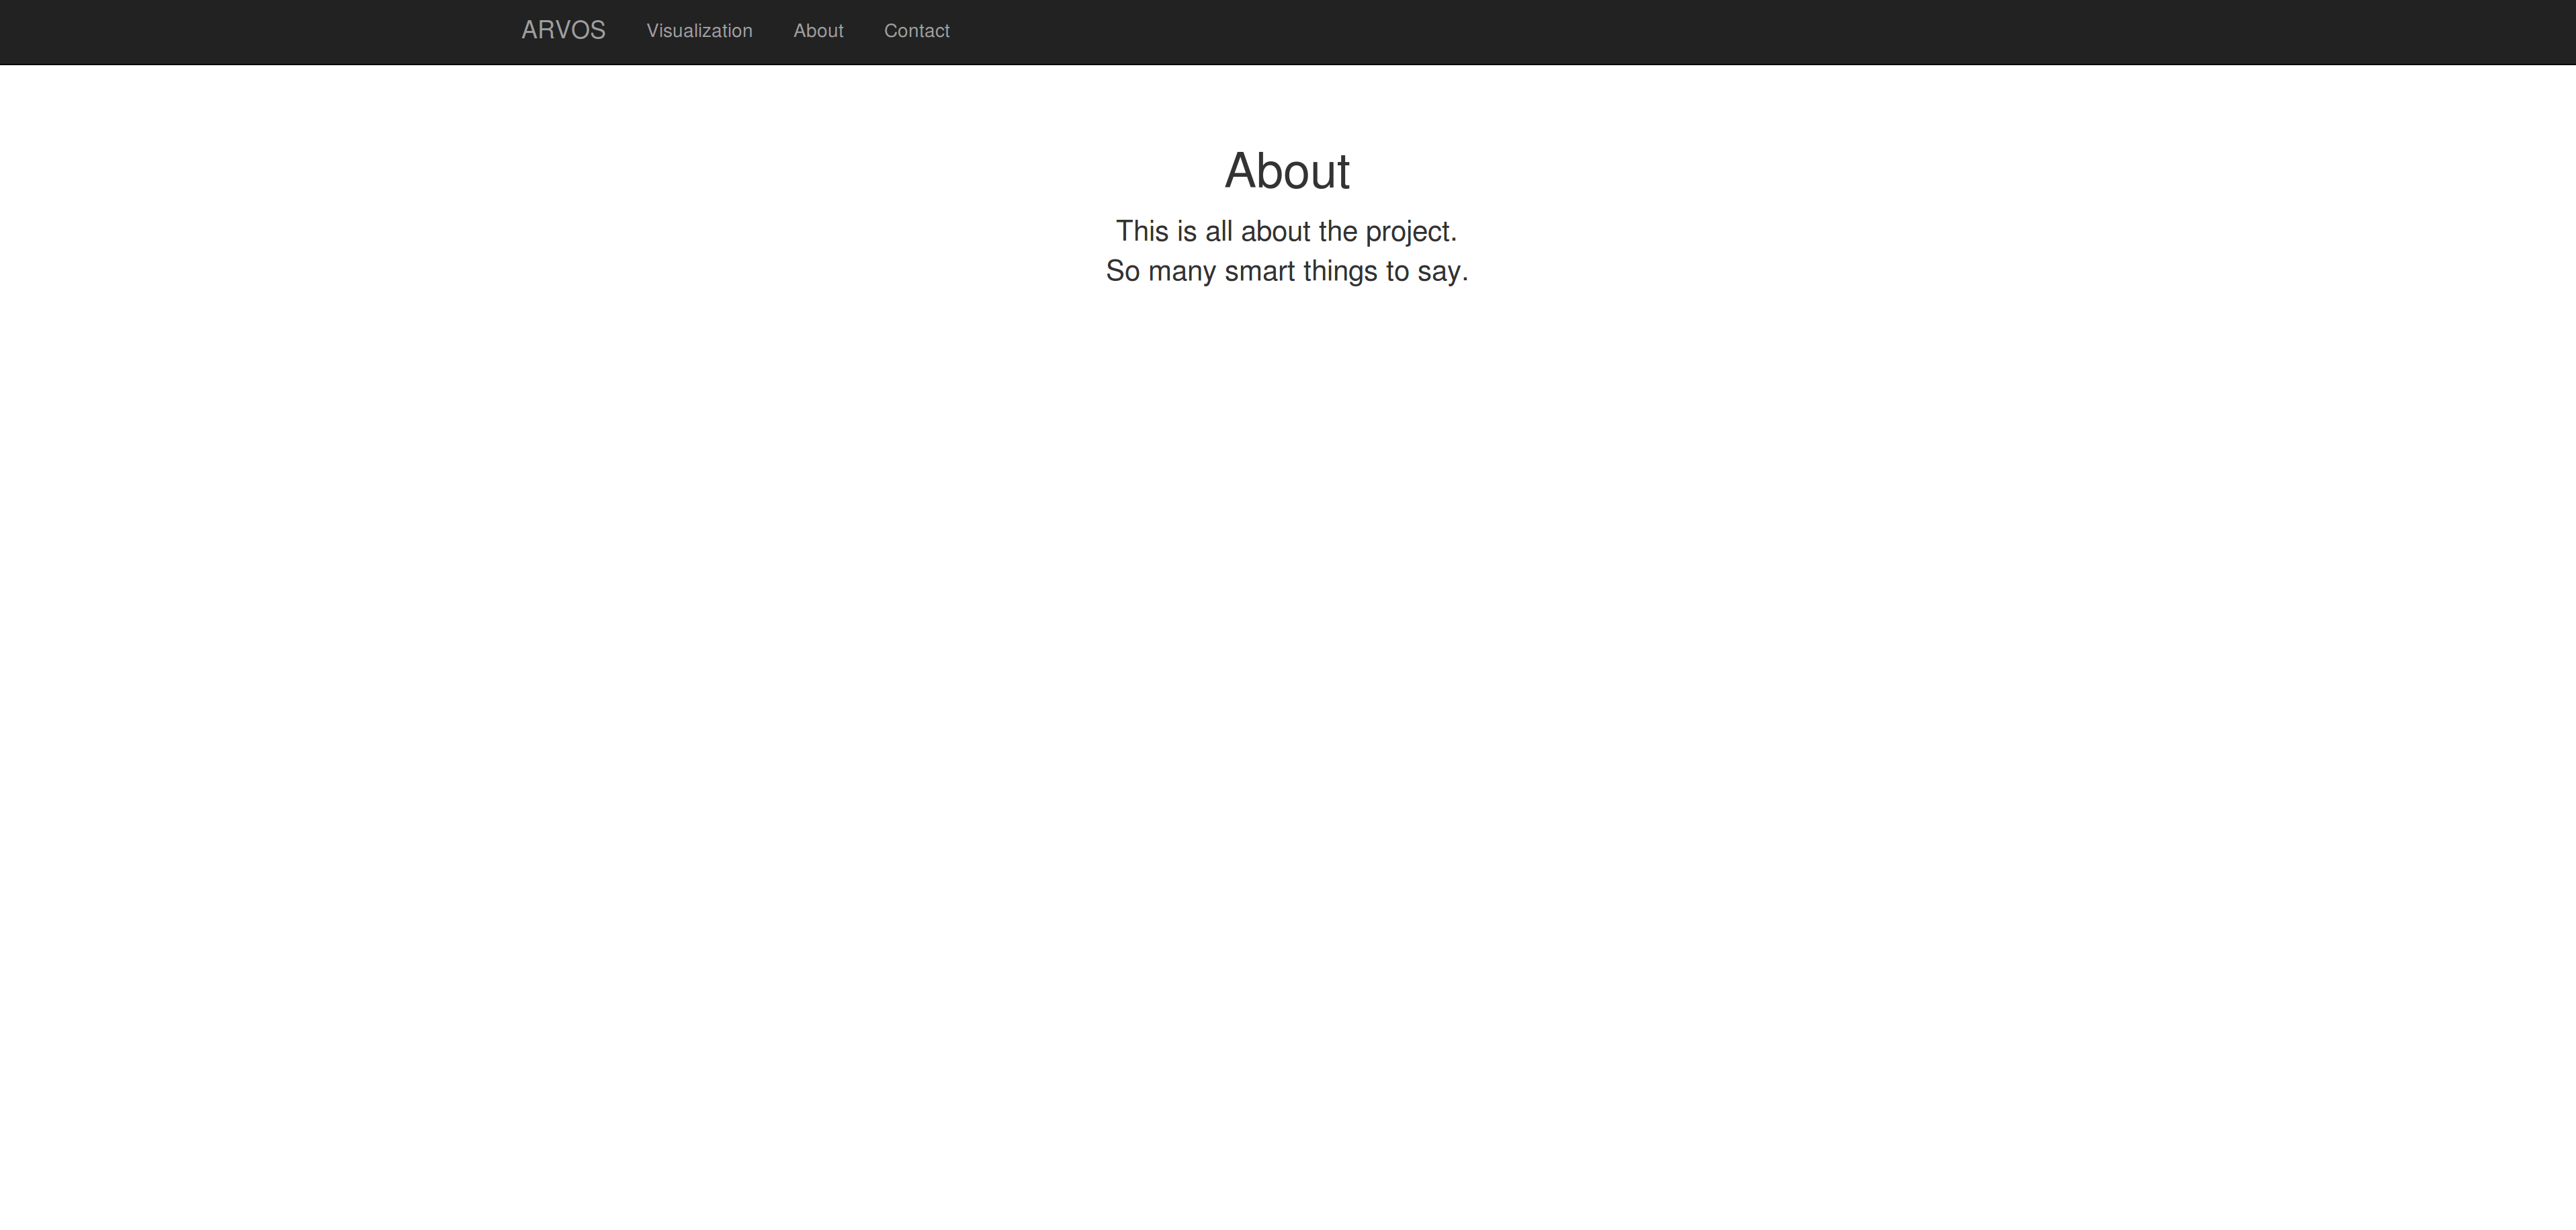 ARVOS Visualization About Contact
About
This is all about the project.
So many smart things to say.